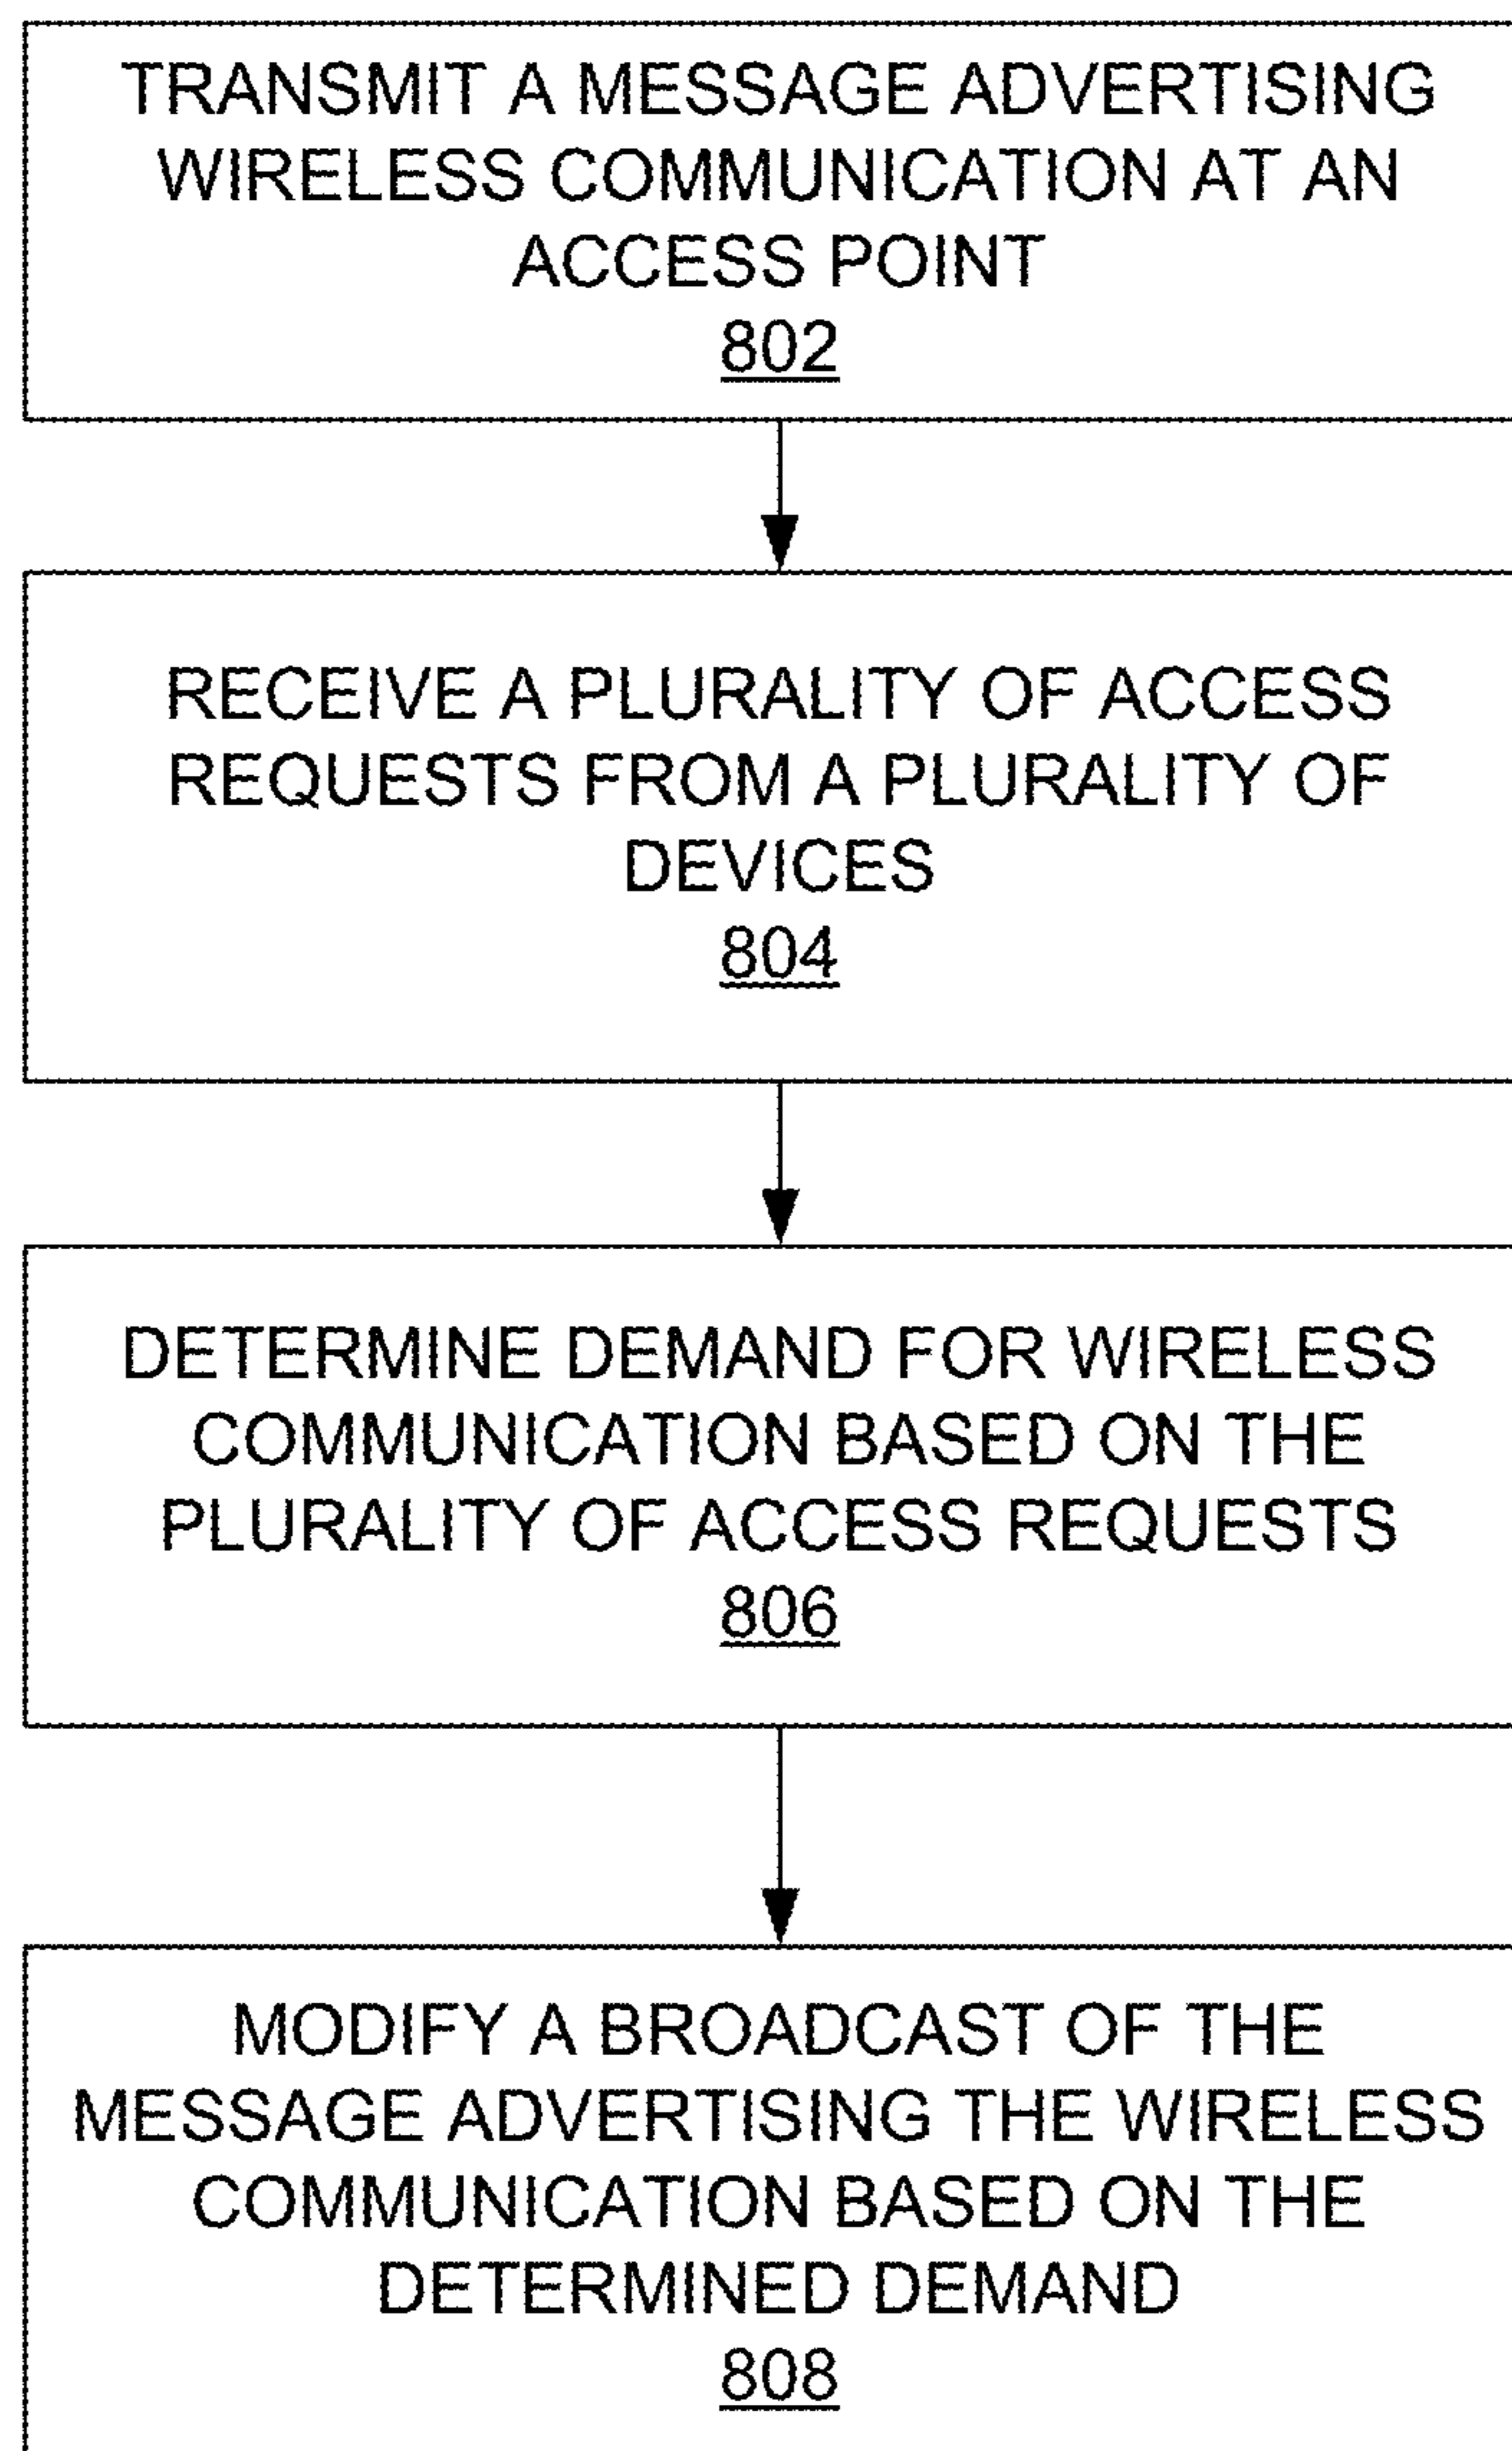 TRANSMIT A MESSAGE ADVERTISING
WIRELESS COMMUNICATION AT AN
ACCESS POINT
802
RECEIVE A PLURALITY OF ACCESS
REQUESTS FROM A PLURALITY OF
DEVICES
804
DETERMINE DEMAND FOR WIRELESS
COMMUNICATION BASED ON THE
PLURALITY OF ACCESS REQUESTS
806
MODIFY A BROADCAST OF THE
MESSAGE ADVERTISING THE WIRELESS
COMMUNICATION BASED ON THE
DETERMINED DEMAND
808